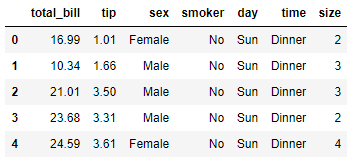 total_bill tip sex smoker day time size
0 16.99 1.01 Female No Sun Dinner 2
1 10.34 1.66 Male No Sun Dinner 3
2 21.01 3.50 Male No Sun Dinner 3
3 23.68 3.31 Male No Sun Dinner 2
4 24.59 3.61 Female No Sun Dinner 4